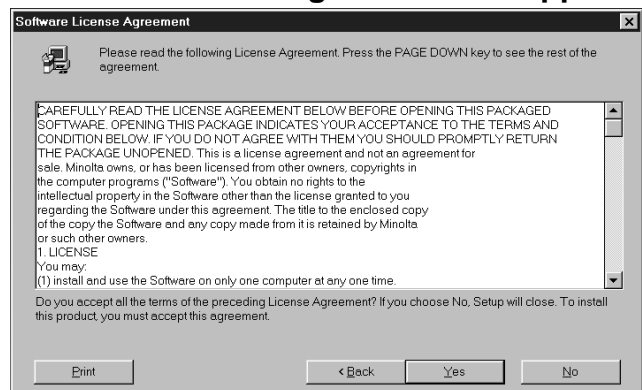 Software License Agreement
Please read the following License Agreement. Press the PAGE DOWN key to see the rest of the
agreement.
CAREFULLY READ THE LICENSE AGREEMENT BELOW BEFORE OPENING THIS PACKAGED
SOFTWARE. OPENING THIS PACKAGE INDICATES YOUR ACCEPTANCE TO THE TERMS AND
CONDITION BELOW. IF YOU DO NOT AGREE WITH THEM YOU SHOULD PROMPTLY RETURN
THE PACKAGE UNOPENED. This is a license agreement and not an agreement for
sale. Minolta owns, or has been licensed from other owners, copyrights in
the computer programs ("Software"). You obtain no rights to the
intellectual property in the Software other than the license granted to you
regarding the Software under this agreement. The title to the enclosed copy
of the copy the Software and any copy made from it is retained by Minolta
or such other owners.
1. LICENSE
You may:
(1) install and use the Software on only one computer at any one time.
Do you accept all the terms of the preceding License Agreement? If you choose No, Setup will close. To install
this product, you must accept this agreement.
Print
< Back
Yes
No